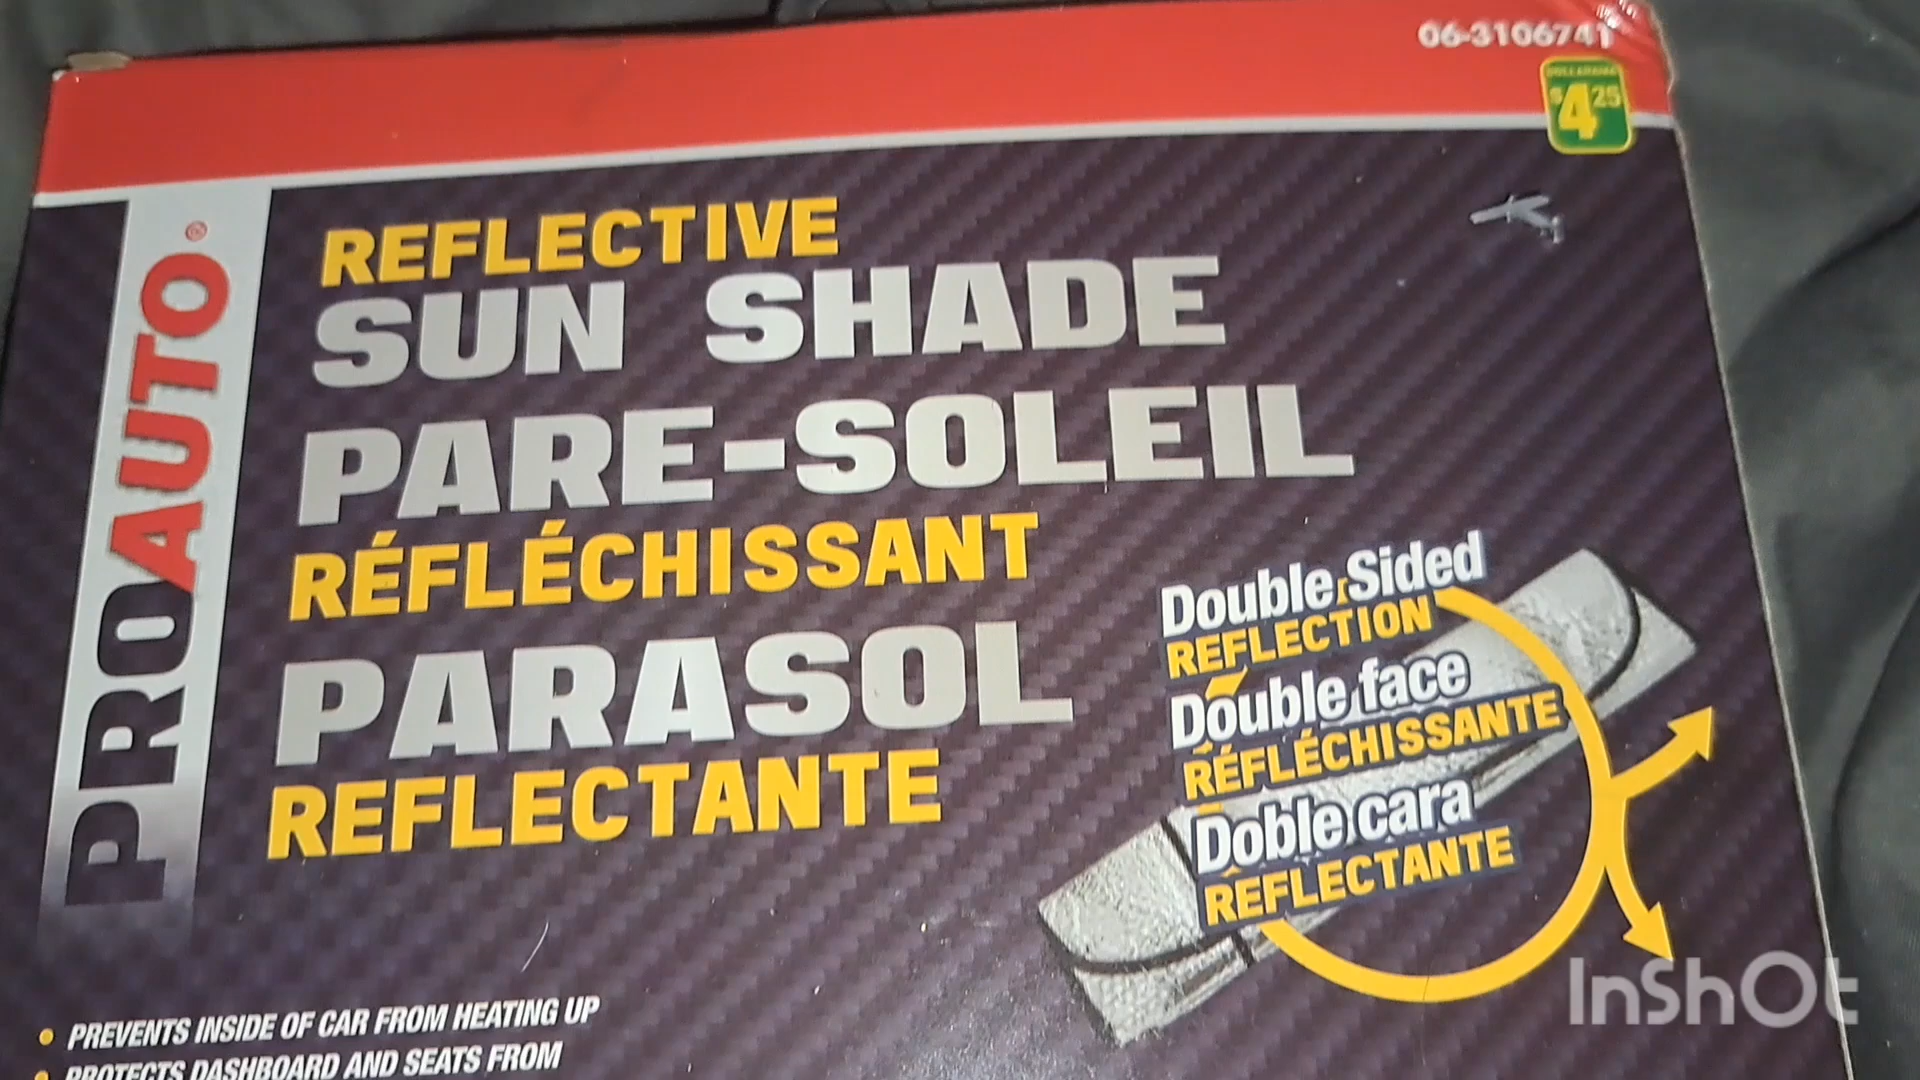 06-3106741
DOLLARAMA
$4.25
PROAUTO®
REFLECTIVE
SUN SHADE
PARE-SOLEIL
RÉFLÉCHISSANT
PARASOL
REFLECTANTE
Double Sided
REFLECTION
Double face
RÉFLÉCHISSANTE
Doble cara
REFLECTANTE
• PREVENTS INSIDE OF CAR FROM HEATING UP
• PROTECTS DASHBOARD AND SEATS FROM
InShOt